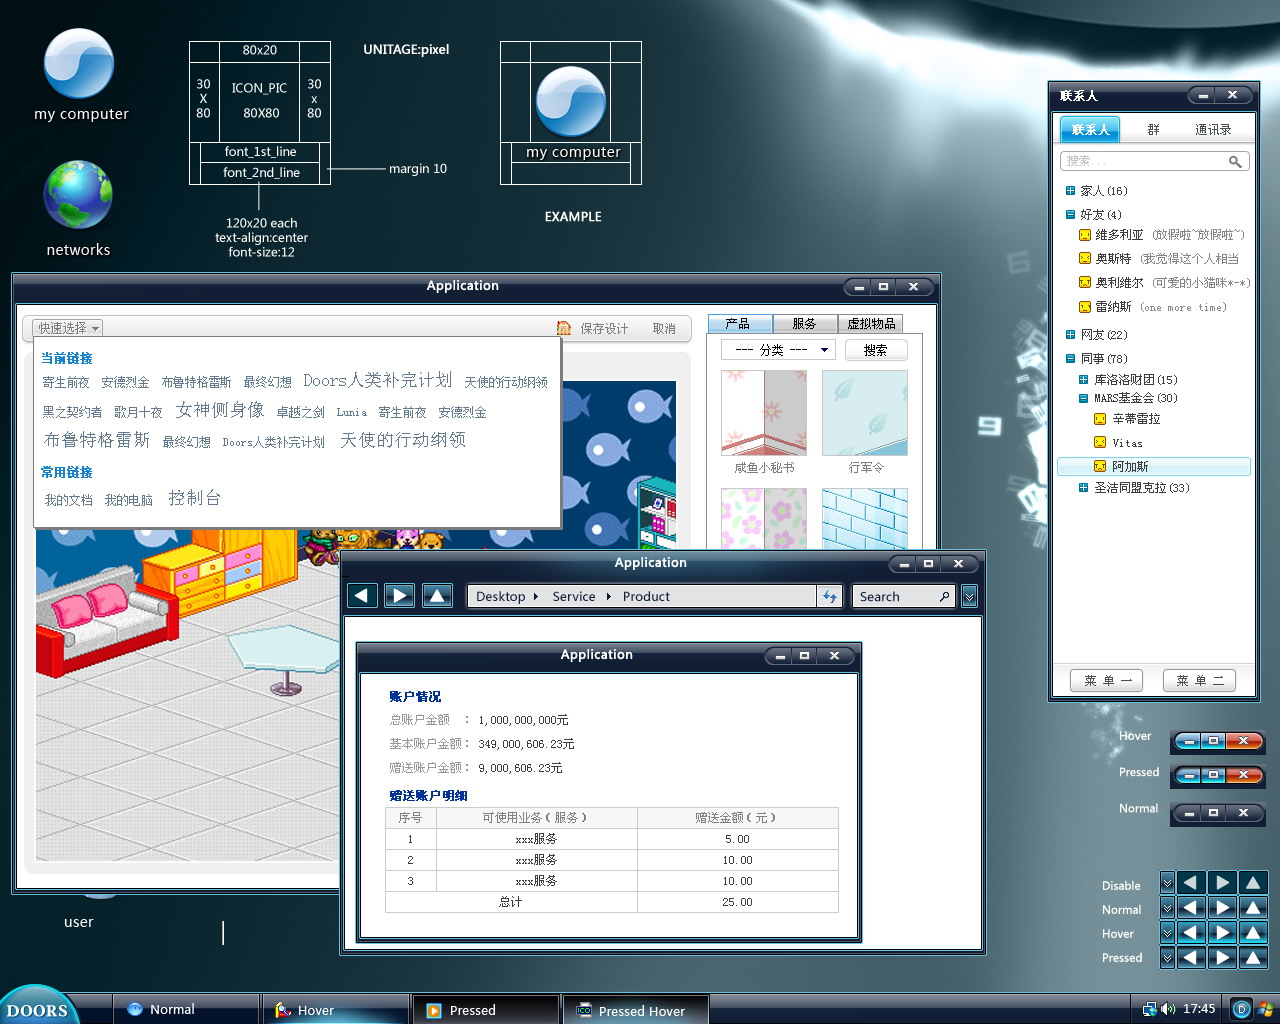 my computer
networks
80x20
30
X
80
ICON_PIC
80X80
30
x
80
font_1st_line
font_2nd_line
margin 10
120x20 each
text-align:center
font-size:12
UNITAGE:pixel
my computer
EXAMPLE
Application
快速选择
保存设计 取消
当前链接
寄生前夜 安德烈金 布鲁特格雷斯 最终幻想 Doors人类补完计划 天使的行动纲领
黑之契约者 歌月十夜 女神侧身像 卓越之剑 Lunia 寄生前夜 安德烈金
布鲁特格雷斯 最终幻想 Doors人类补完计划 天使的行动纲领
常用链接
我的文档 我的电脑 控制台
产品 服务 虚拟物品
--- 分类 --- 搜索
咸鱼小秘书 行军令
Application
Desktop Service Product
Search
Application
账户情况
总账户金额 ： 1,000,000,000元
基本账户金额： 349,000,606.23元
赠送账户金额： 9,000,606.23元
赠送账户明细
序号 可使用业务（服务） 赠送金额（元）
1 xxx服务 5.00
2 xxx服务 10.00
3 xxx服务 10.00
总计 25.00
联系人
联系人 群 通讯录
搜索...
家人(16)
好友(4)
维多利亚 (放假啦~放假啦~)
奥斯特 (我觉得这个人相当
奥利维尔 (可爱的小猫咪*-*)
雷纳斯 (one more time)
网友(22)
同事(78)
库洛洛财团(15)
MARS基金会(30)
辛蒂雷拉
Vitas
阿加斯
圣洁同盟克拉(33)
菜 单 一 菜 单 二
Hover
Pressed
Normal
Disable
Normal
Hover
Pressed
user
DOORS Normal Hover Pressed ICO Pressed Hover 17:45 D